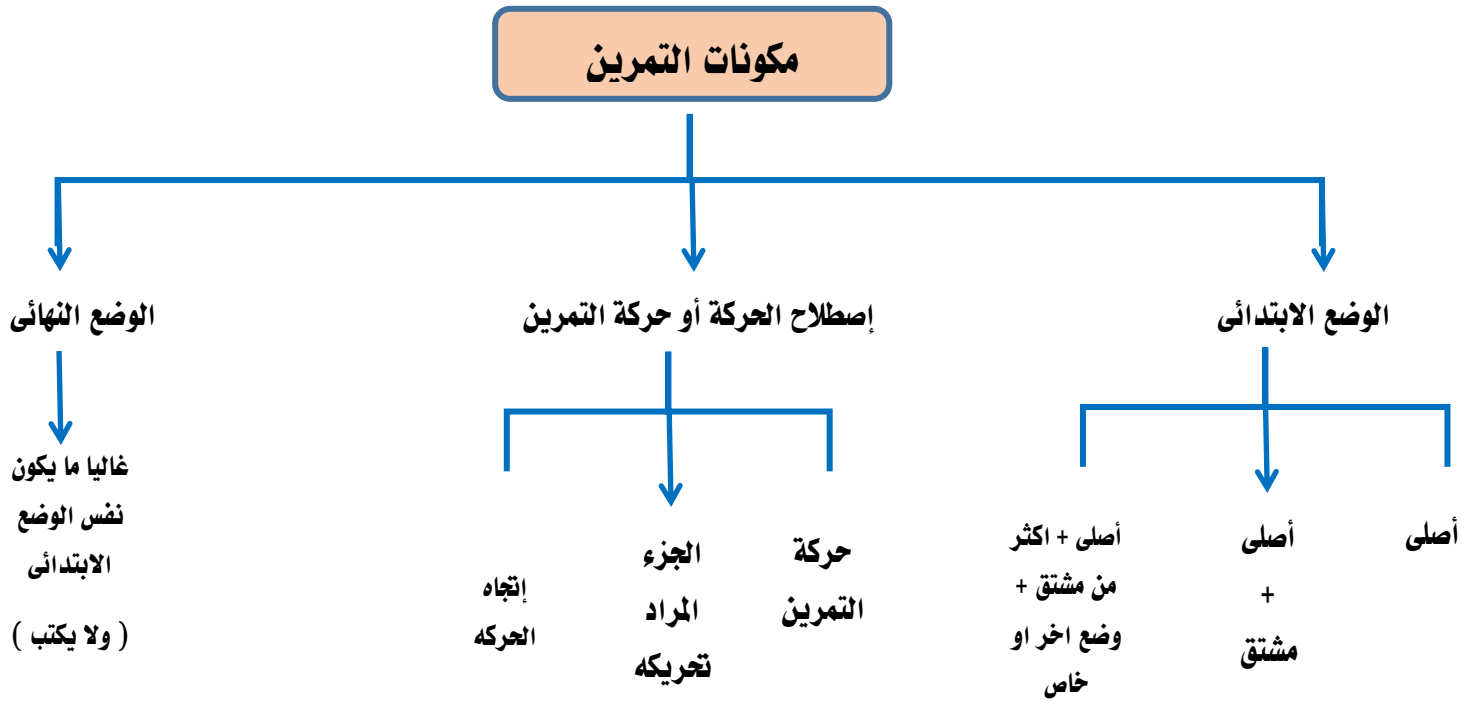 مكونات التمرين
الوضع الابتدائى
إصطلاح الحركة أو حركة التمرين
الوضع النهائى
أصلى
أصلى
+
مشتق
أصلى + اكثر
من مشتق +
وضع اخر او
خاص
حركة
التمرين
الجزء
المراد
تحريكه
إتجاه
الحركه
غاليا ما يكون
نفس الوضع
الابتدائى
( ولا يكتب )